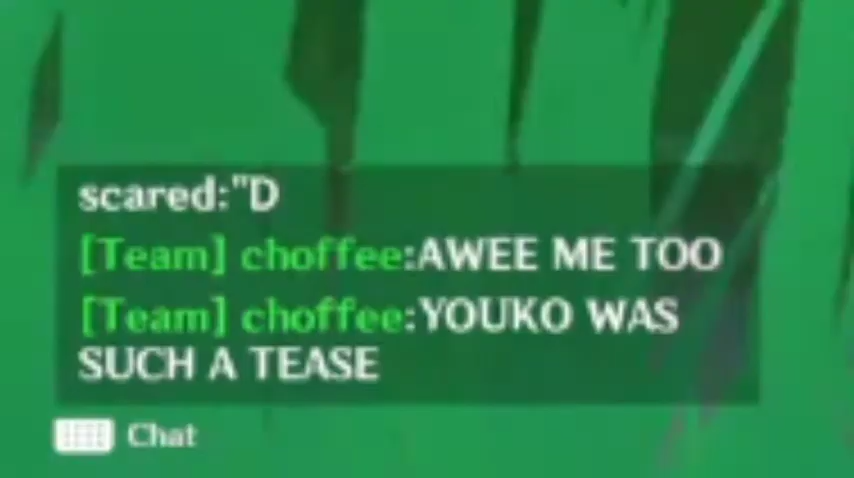 scared:"D
[Team] choffee:AWEE ME TOO
[Team] choffee:YOUKO WAS
SUCH A TEASE
Chat